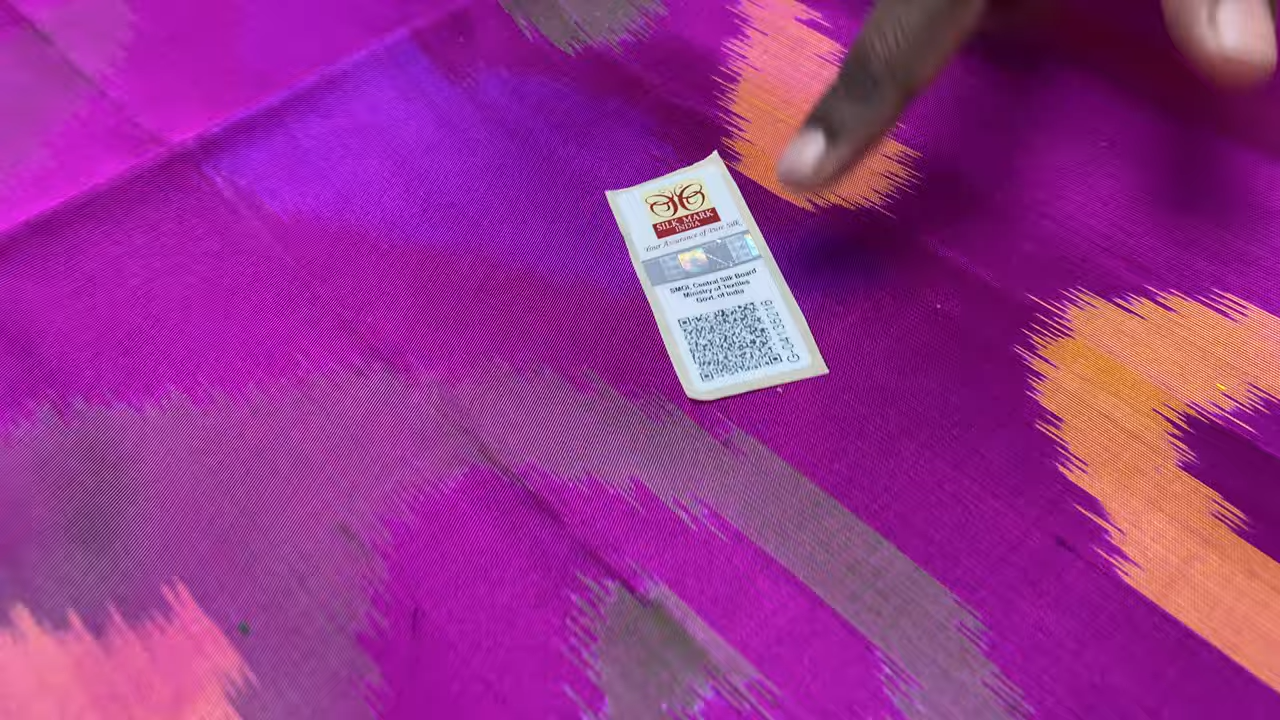 SILK MARK
INDIA
Your Assurance of Pure Silk
SMOI, Central Silk Board
Ministry of Textiles
Govt. of India